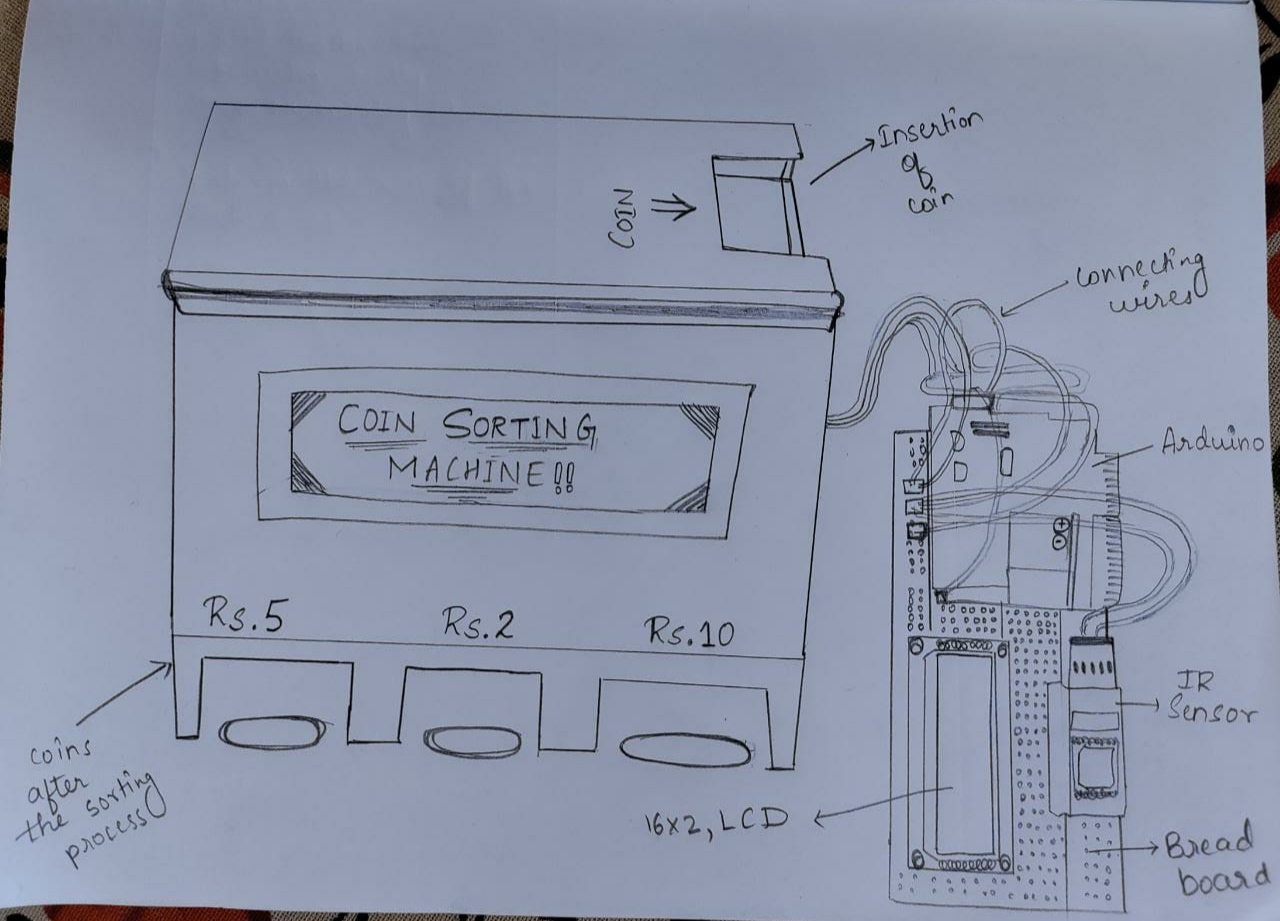 Insertion
of
coin
COIN
connecting
wires
COIN SORTING
MACHINE!!
Arduino
Rs.5
Rs.2
Rs.10
IR
Sensor
coins
after
the sorting
process
16x2, LCD
Bread
board